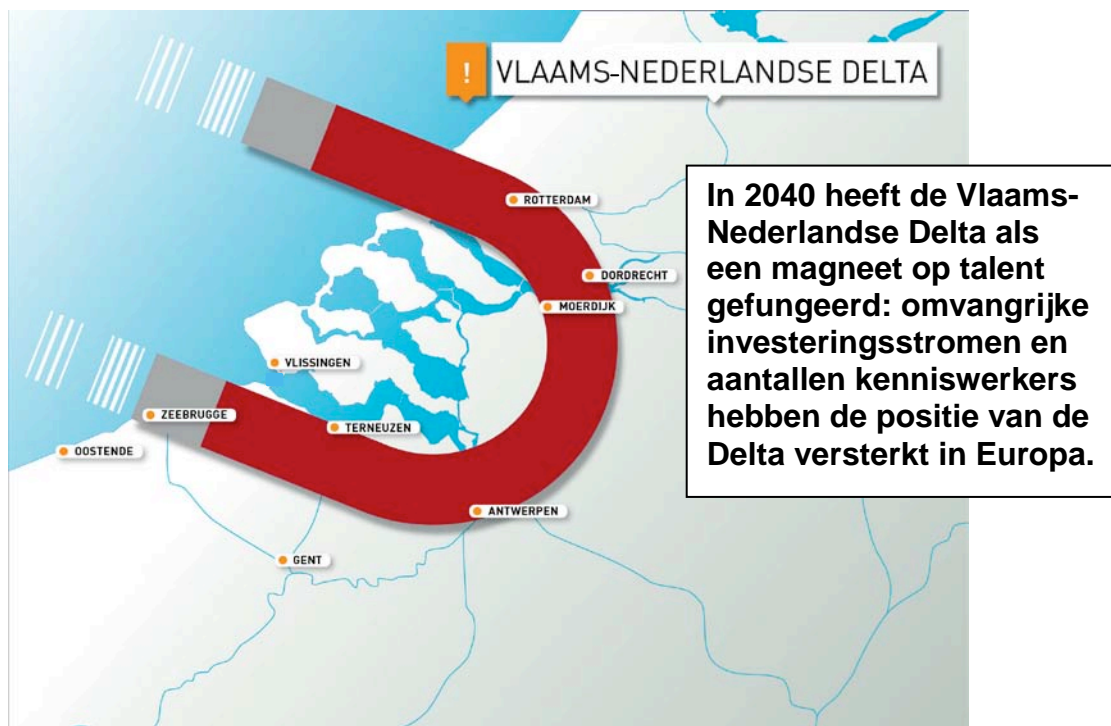 ! VLAAMS-NEDERLANDSE DELTA
In 2040 heeft de Vlaams-
Nederlandse Delta als
een magneet op talent
gefungeerd: omvangrijke
investeringsstromen en
aantallen kenniswerkers
hebben de positie van de
Delta versterkt in Europa.
ROTTERDAM
DORDRECHT
MOERDIJK
VLISSINGEN
ZEEBRUGGE
TERNEUZEN
OOSTENDE
ANTWERPEN
GENT